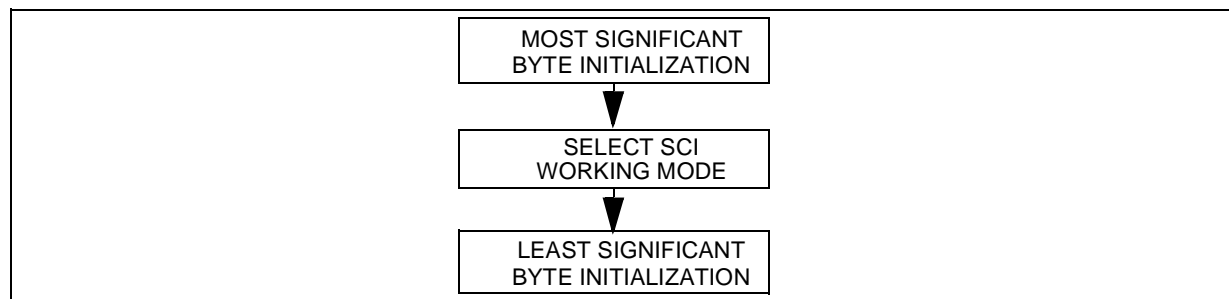 MOST SIGNIFICANT
BYTE INITIALIZATION
SELECT SCI
WORKING MODE
LEAST SIGNIFICANT
BYTE INITIALIZATION